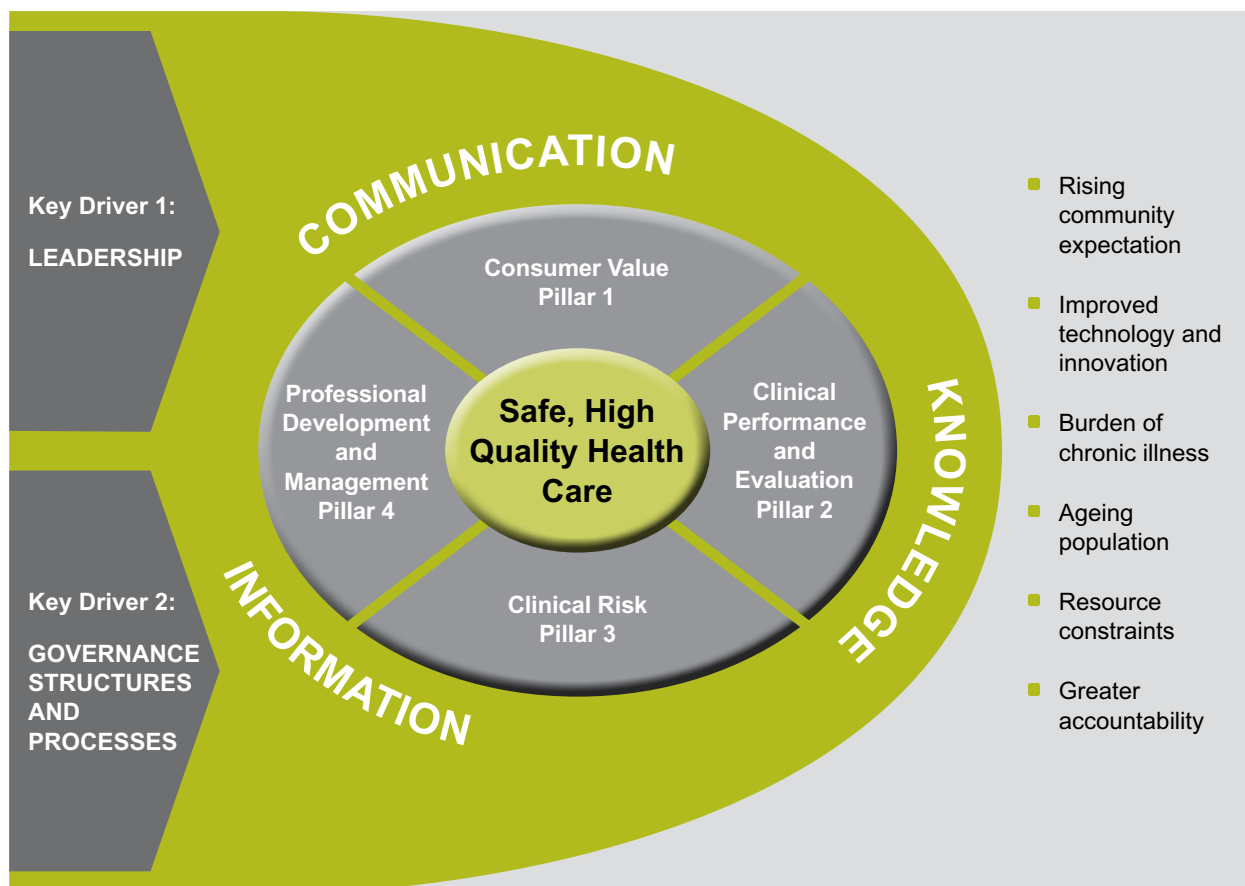 Key Driver 1:
LEADERSHIP
Key Driver 2:
GOVERNANCE
STRUCTURES
AND
PROCESSES
COMMUNICATION
KNOWLEDGE
INFORMATION
Consumer Value
Pillar 1
Clinical
Performance
and
Evaluation
Pillar 2
Clinical Risk
Pillar 3
Professional
Development
and
Management
Pillar 4
Safe, High
Quality Health
Care
Rising
community
expectation
Improved
technology and
innovation
Burden of
chronic illness
Ageing
population
Resource
constraints
Greater
accountability